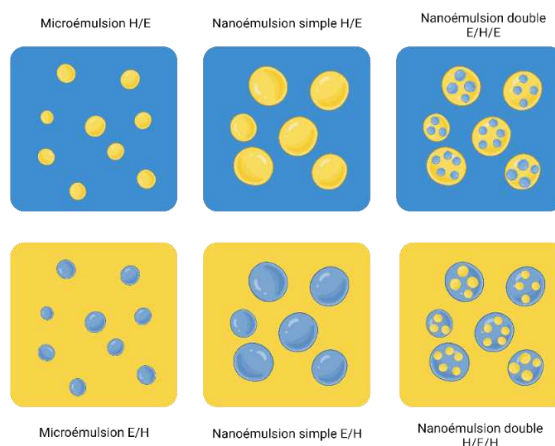 Microémulsion H/E
Nanoémulsion simple H/E
Nanoémulsion double
E/H/E
Microémulsion E/H
Nanoémulsion simple E/H
Nanoémulsion double
H/E/H